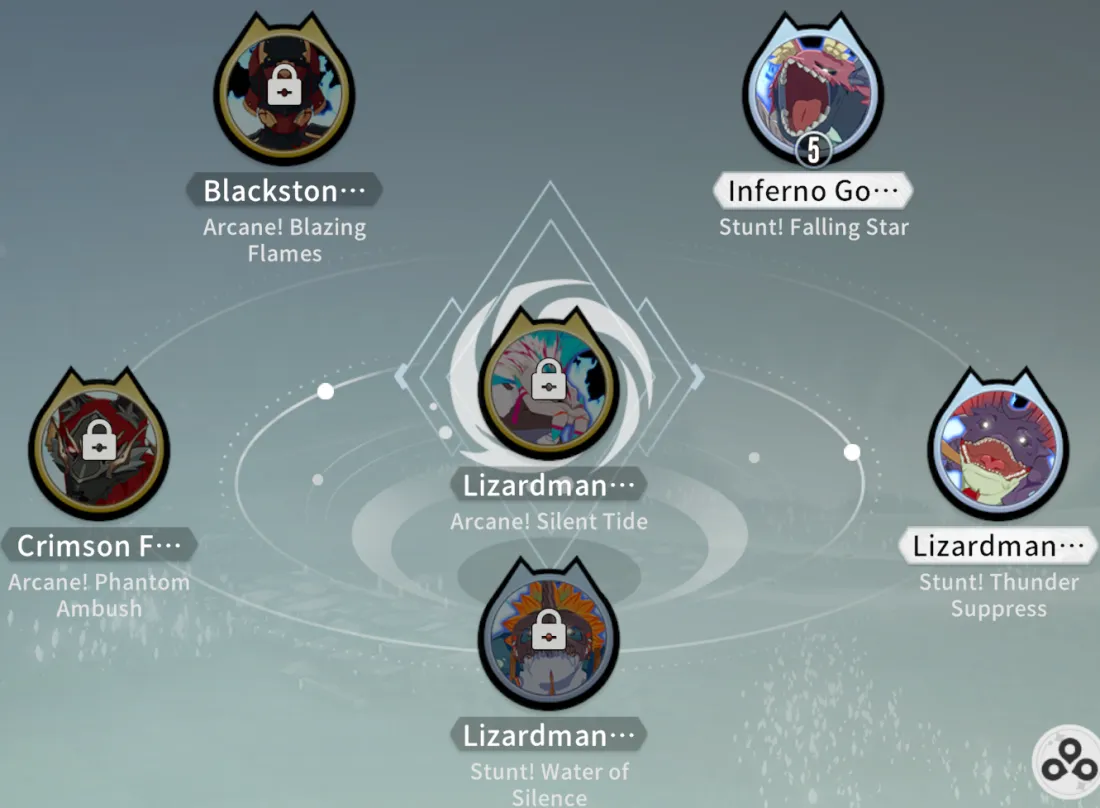 5
Blackston···
Arcane! Blazing
Flames
Inferno Go···
Stunt! Falling Star
Lizardman···
Arcane! Silent Tide
Crimson F···
Arcane! Phantom
Ambush
Lizardman···
Stunt! Thunder
Suppress
Lizardman···
Stunt! Water of
Silence